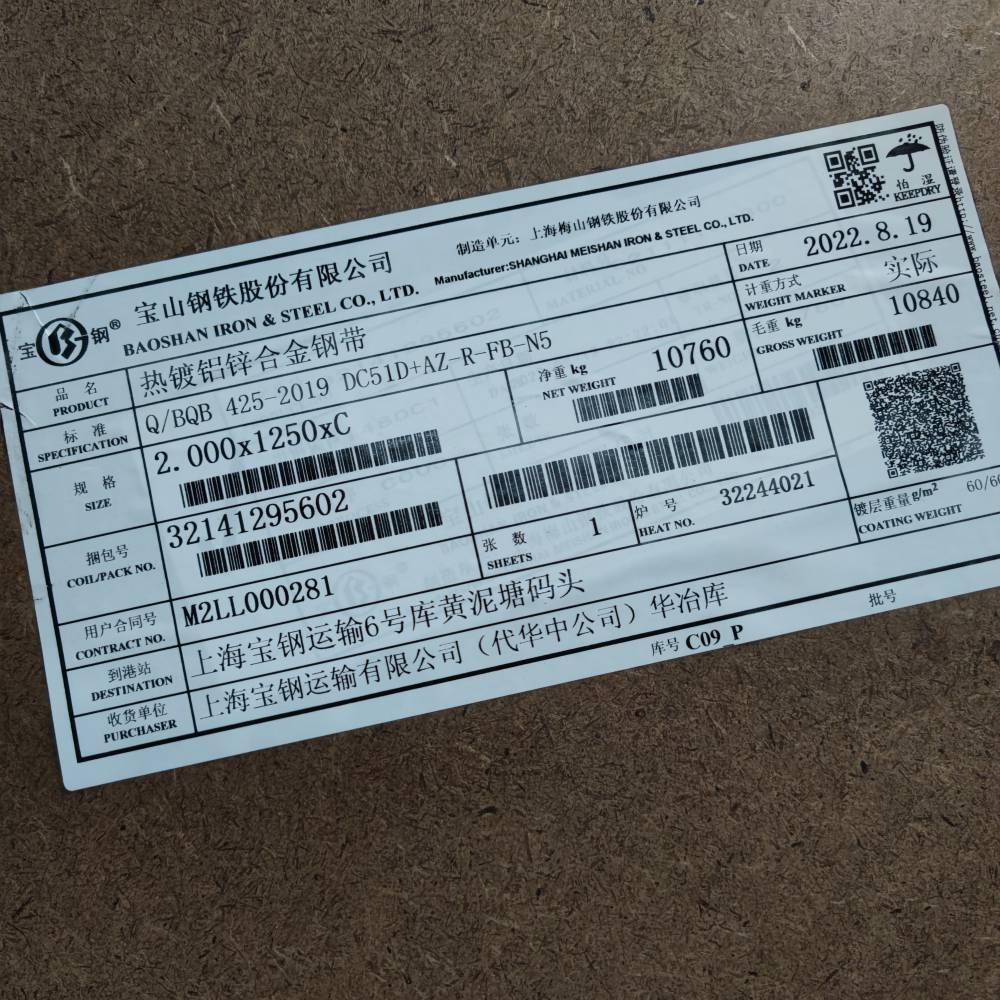 宝钢®
宝山钢铁股份有限公司
BAOSHAN IRON & STEEL CO., LTD.
制造单元: 上海梅山钢铁股份有限公司
Manufacturer:SHANGHAI MEISHAN IRON & STEEL CO., LTD.
怕 湿
KEEPDRY
品 名
PRODUCT
热镀铝锌合金钢带
日期
DATE
2022.8.19
标 准
SPECIFICATION
Q/BQB 425-2019 DC51D+AZ-R-FB-N5
计重方式
WEIGHT MARKER
实际
规 格
SIZE
2.000x1250xC
净重 kg
NET WEIGHT
10760
毛重 kg
GROSS WEIGHT
10840
捆包号
COIL/PACK NO.
32141295602
张 数
SHEETS
1
炉 号
HEAT NO.
32244021
镀层重量g/m²
COATING WEIGHT
60/60
用户合同号
CONTRACT NO.
M2LL000281
到港站
DESTINATION
上海宝钢运输6号库黄泥塘码头
收货单位
PURCHASER
上海宝钢运输有限公司（代华中公司）华冶库
库号 C09 P
批号